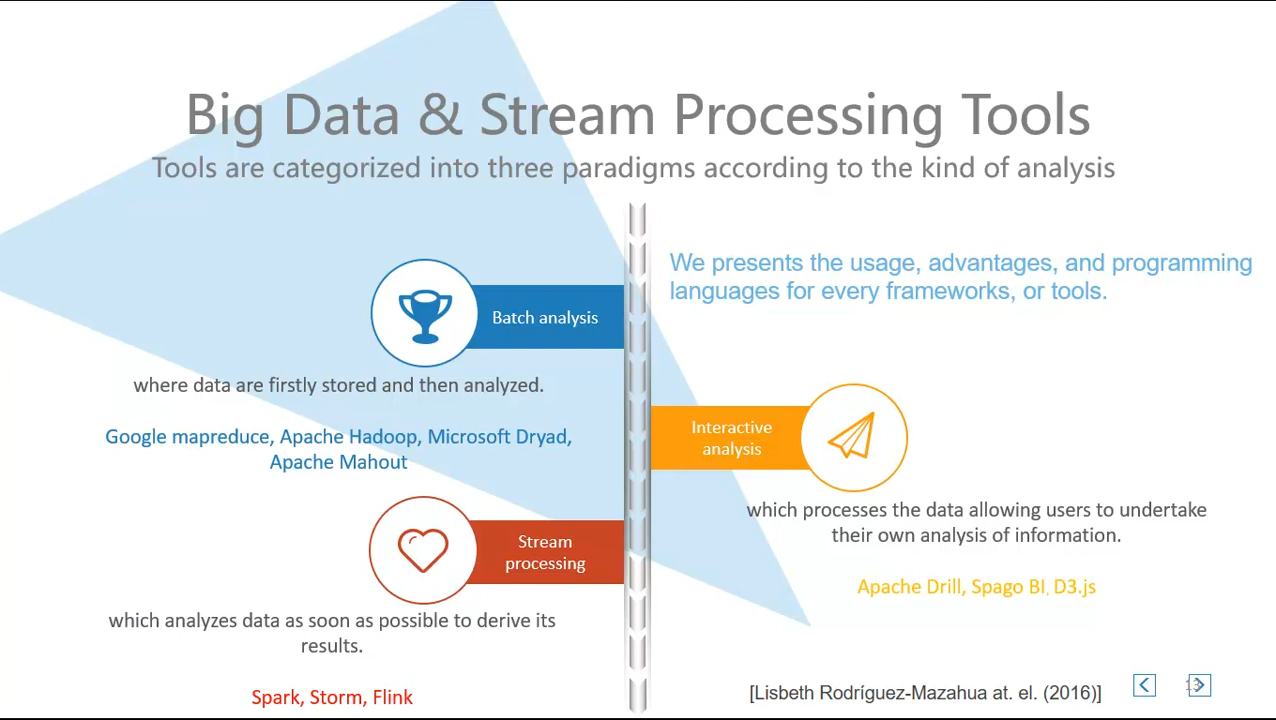 Big Data & Stream Processing Tools
Tools are categorized into three paradigms according to the kind of analysis
We presents the usage, advantages, and programming
languages for every frameworks, or tools.
Batch analysis
where data are firstly stored and then analyzed.
Google mapreduce, Apache Hadoop, Microsoft Dryad,
Apache Mahout
Interactive
analysis
which processes the data allowing users to undertake
their own analysis of information.
Apache Drill, Spago BI, D3.js
Stream
processing
which analyzes data as soon as possible to derive its
results.
Spark, Storm, Flink
[Lisbeth Rodríguez-Mazahua at. el. (2016)]
13